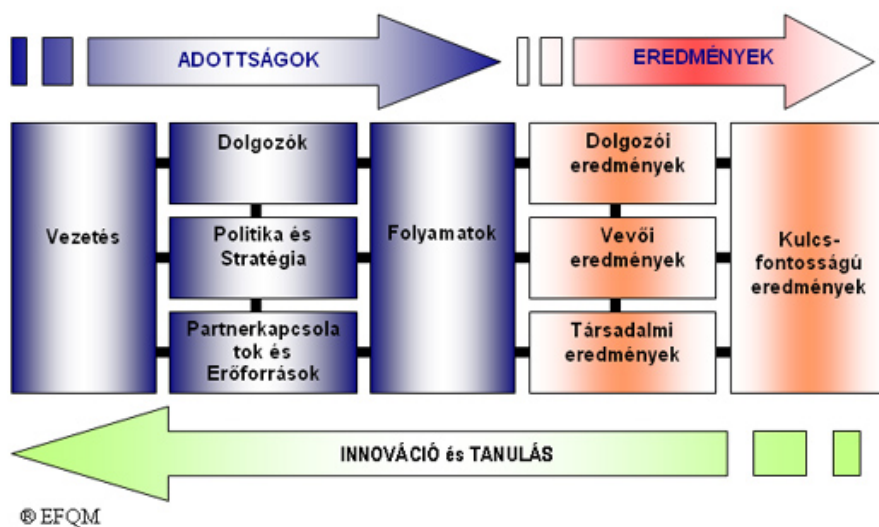 ADOTTSÁGOK
EREDMÉNYEK
Vezetés
Dolgozók
Politika és
Stratégia
Partnerkapcsola
tok és
Erőforrások
Folyamatok
Dolgozói
eredmények
Vevői
eredmények
Társadalmi
eredmények
Kulcs-
fontosságú
eredmények
INNOVÁCIÓ és TANULÁS
® EFQM